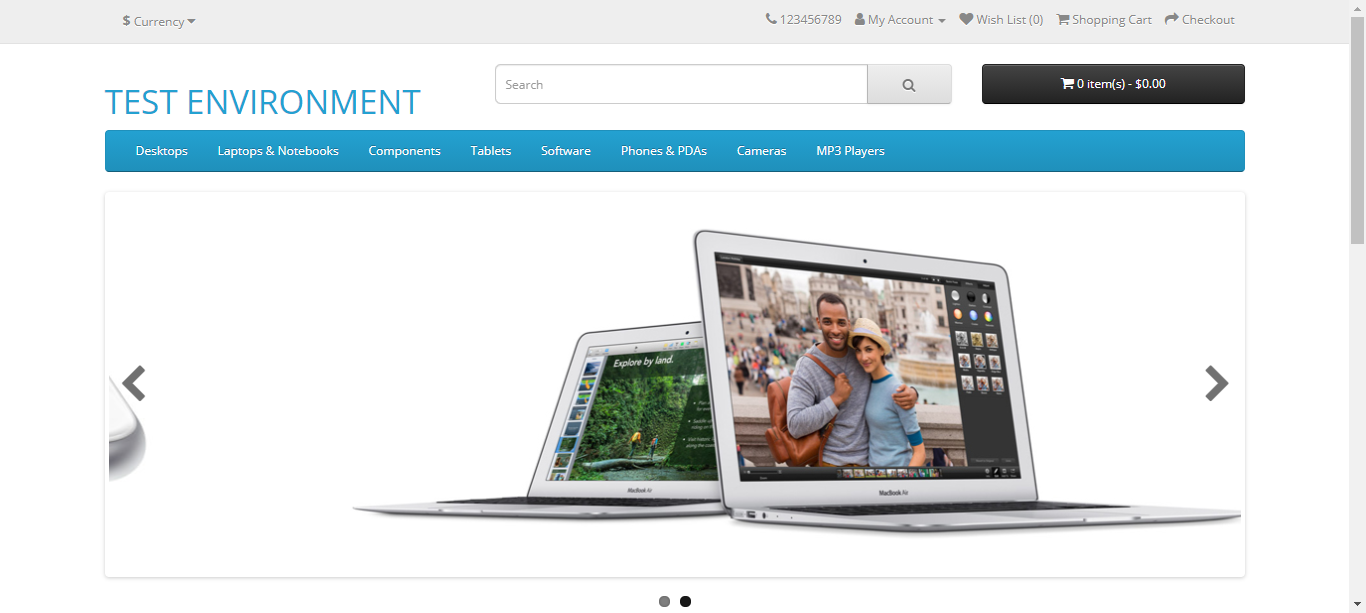 $ Currency
123456789 My Account Wish List (0) Shopping Cart Checkout
TEST ENVIRONMENT
Search
0 item(s) - $0.00
Desktops Laptops & Notebooks Components Tablets Software Phones & PDAs Cameras MP3 Players
Explore by land.
MacBook Air
MacBook Air